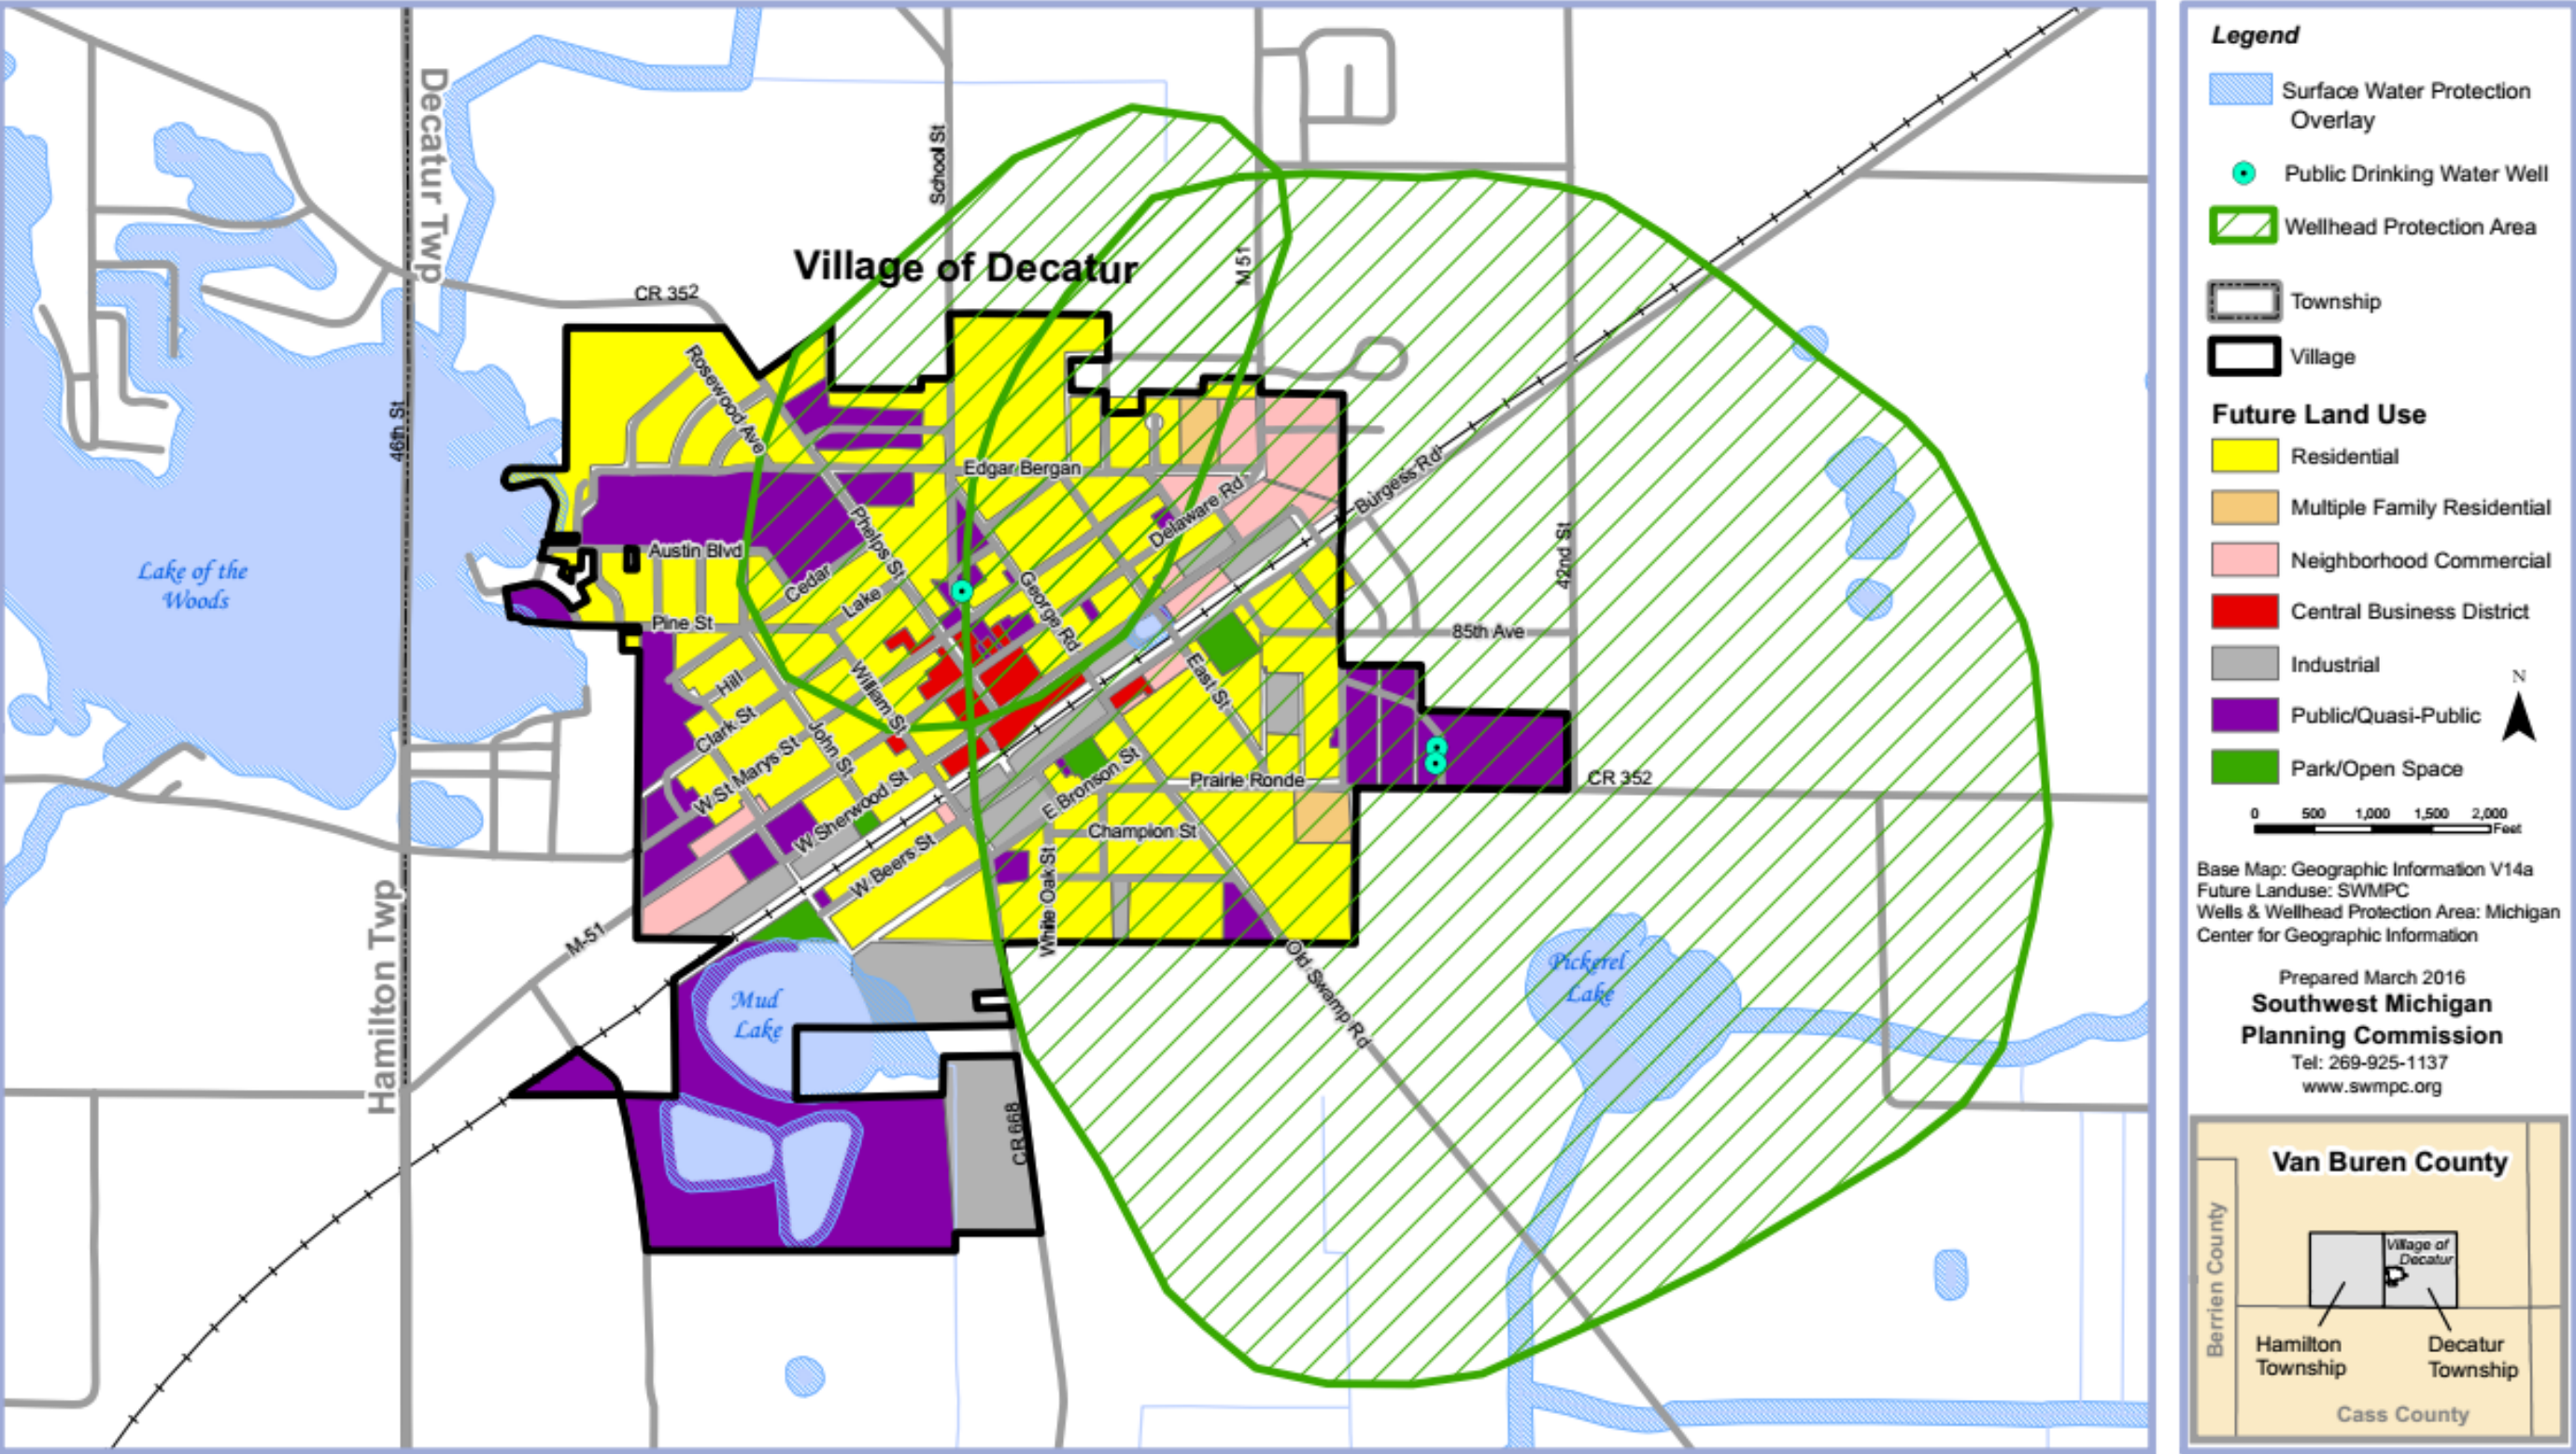 Decatur Twp
School St
M 51
Village of Decatur
CR 352
Rosewood Ave
46th St
Edgar Bergan
Burgess Rd
Delaware Rd
Phelps St
42nd St
Austin Blvd
Lake of the
Woods
Cedar
Lake
George Rd
Pine St
85th Ave
East St
William St
Hill
Clark St
John St
W St Marys St
W. Sherwood St
E Bronson St
Prairie Ronde
CR 352
Champion St
W. Beers St
White Oak St
Hamilton Twp
M-51
Old Swamp Rd
Pickerel
Lake
Mud
Lake
CR 668
Legend
Surface Water Protection
Overlay
Public Drinking Water Well
Wellhead Protection Area
Township
Village
Future Land Use
Residential
Multiple Family Residential
Neighborhood Commercial
Central Business District
Industrial
N
Public/Quasi-Public
Park/Open Space
0 500 1,000 1,500 2,000
Feet
Base Map: Geographic Information V14a
Future Landuse: SWMPC
Wells & Wellhead Protection Area: Michigan
Center for Geographic Information
Prepared March 2016
Southwest Michigan
Planning Commission
Tel: 269-925-1137
www.swmpc.org
Van Buren County
Berrien County
Village of
Decatur
Hamilton
Township
Decatur
Township
Cass County